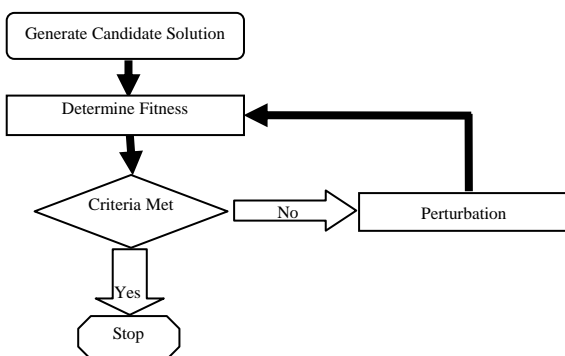 Generate Candidate Solution
Determine Fitness
Criteria Met
No
Perturbation
Yes
Stop